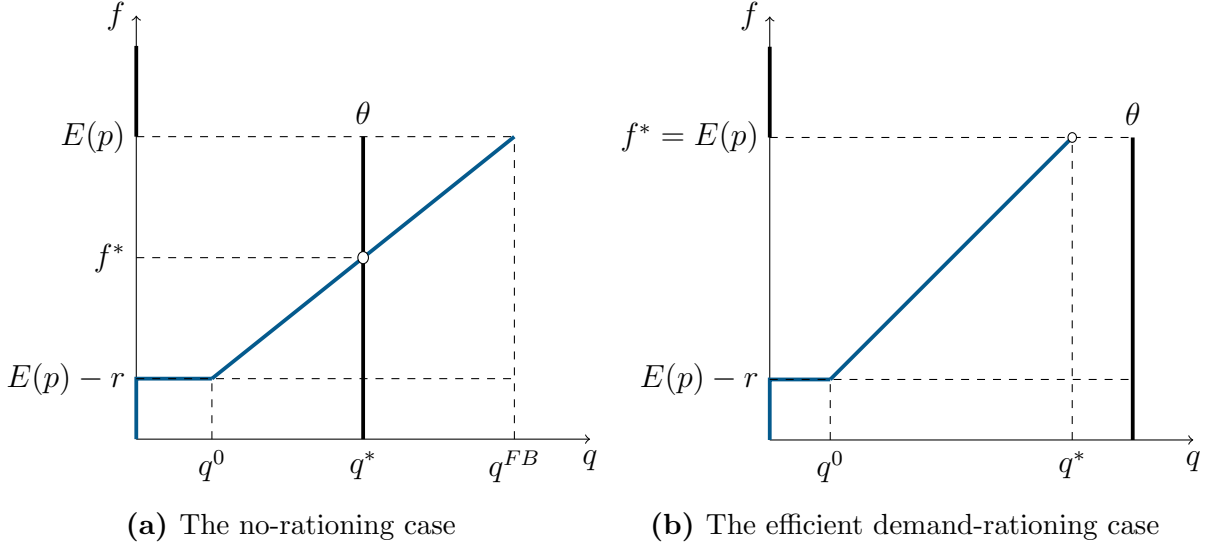 f
E(p)
θ
f*
E(p) − r
q⁰
q*
q^{FB}
q
(a) The no-rationing case
f
f* = E(p)
θ
E(p) − r
q⁰
q*
q
(b) The efficient demand-rationing case